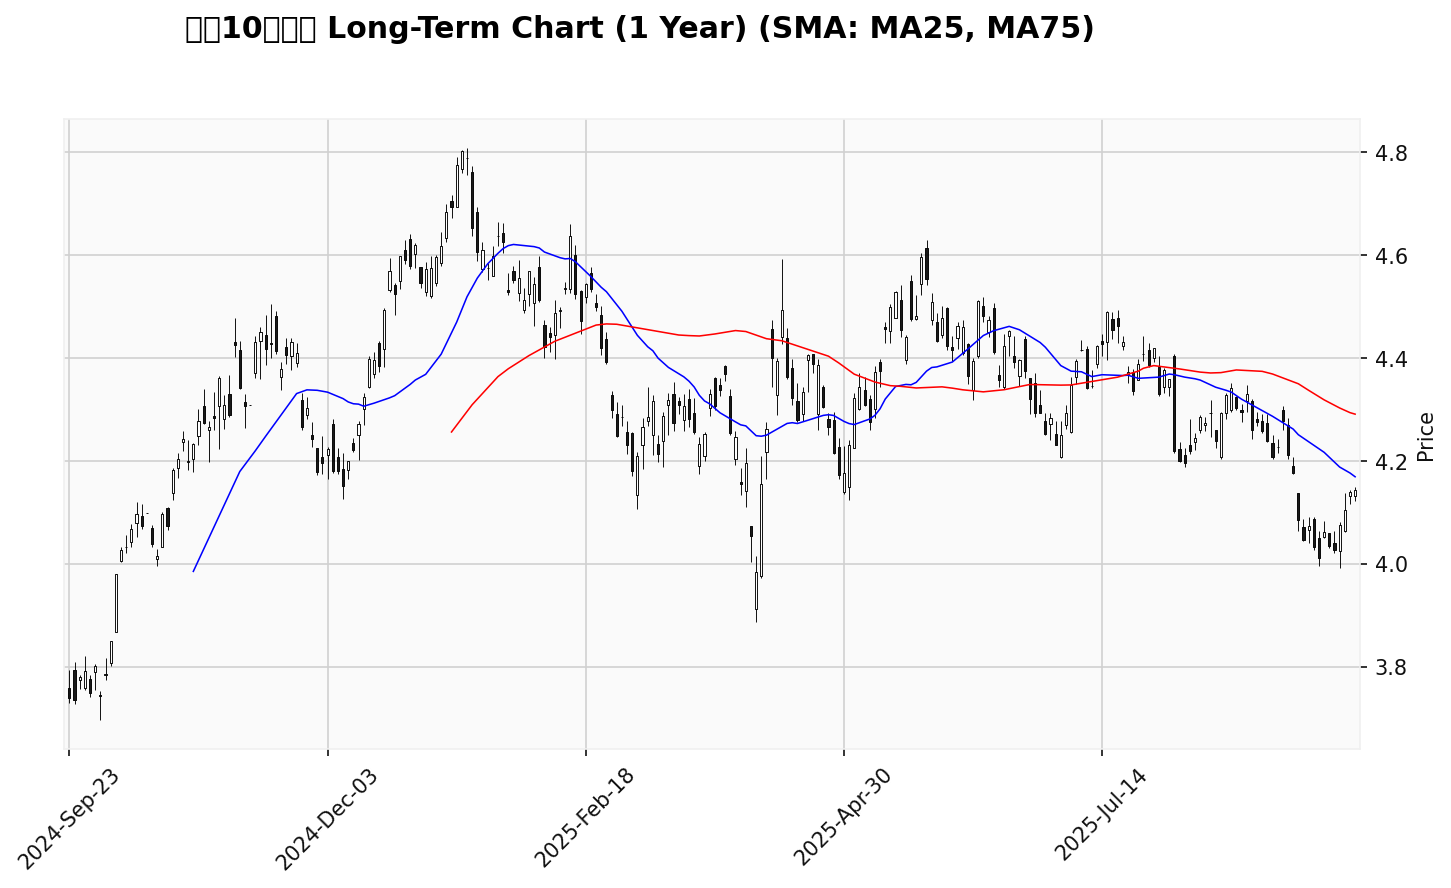 10 Long-Term Chart (1 Year) (SMA: MA25, MA75)
4.8
4.6
4.4
4.2
4.0
3.8
Price
2024-Sep-23
2024-Dec-03
2025-Feb-18
2025-Apr-30
2025-Jul-14